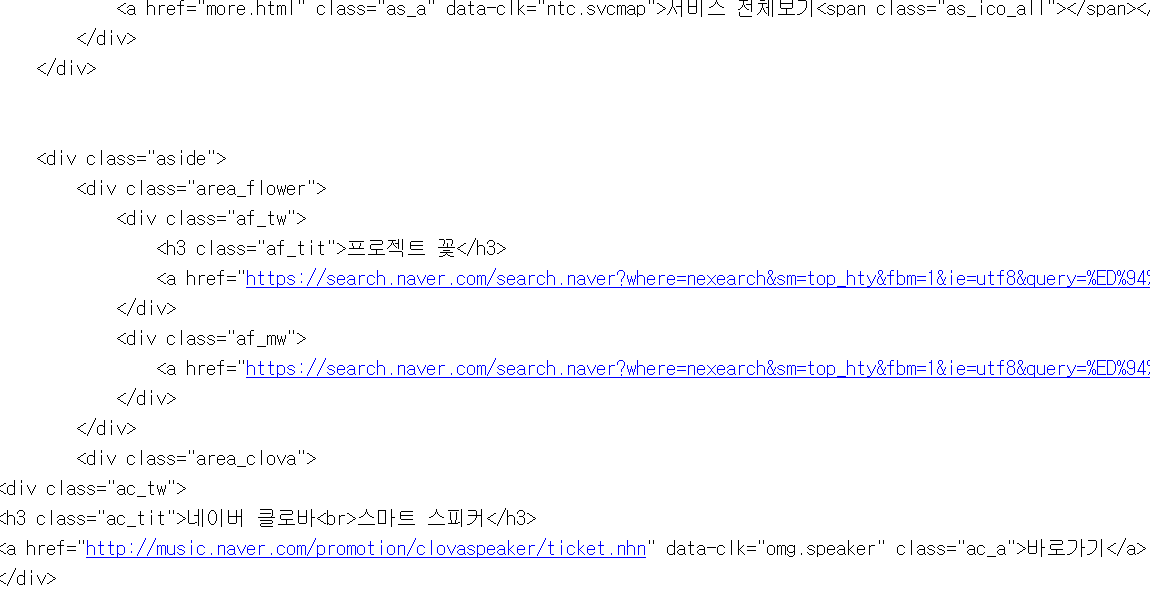 <a href="more.html" class="as_a" data-clk="ntc.svcmap">서비스 전체보기<span class="as_ico_all"></span></
</div>
</div>
<div class="aside">
<div class="area_flower">
<div class="af_tw">
<h3 class="af_tit">프로젝트 꽃</h3>
<a href="https://search.naver.com/search.naver?where=nexearch&sm=top_hty&fbm=1&ie=utf8&query=%ED%94%
</div>
<div class="af_mw">
<a href="https://search.naver.com/search.naver?where=nexearch&sm=top_hty&fbm=1&ie=utf8&query=%ED%94%
</div>
</div>
<div class="area_clova">
<div class="ac_tw">
<h3 class="ac_tit">네이버 클로바<br>스마트 스피커</h3>
<a href="http://music.naver.com/promotion/clovaspeaker/ticket.nhn" data-clk="omg.speaker" class="ac_a">바로가기</a>
</div>